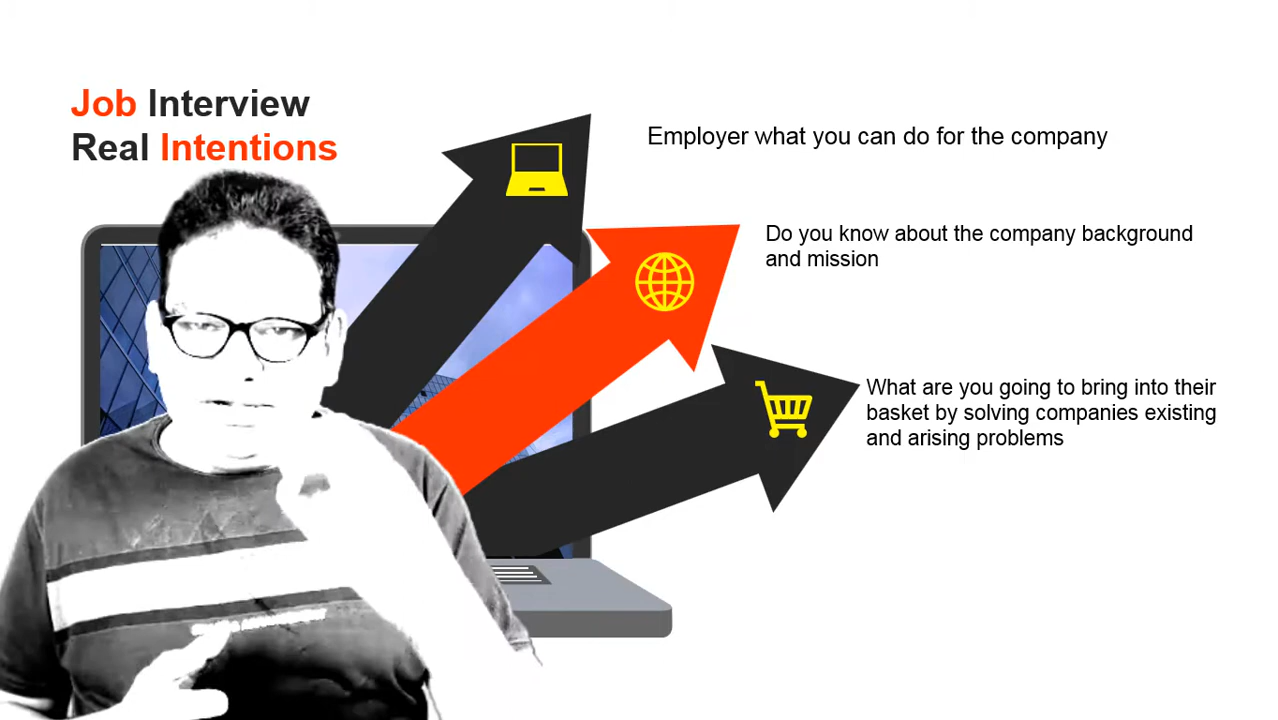 Job Interview
Real Intentions
Employer what you can do for the company
Do you know about the company background
and mission
What are you going to bring into their
basket by solving companies existing
and arising problems